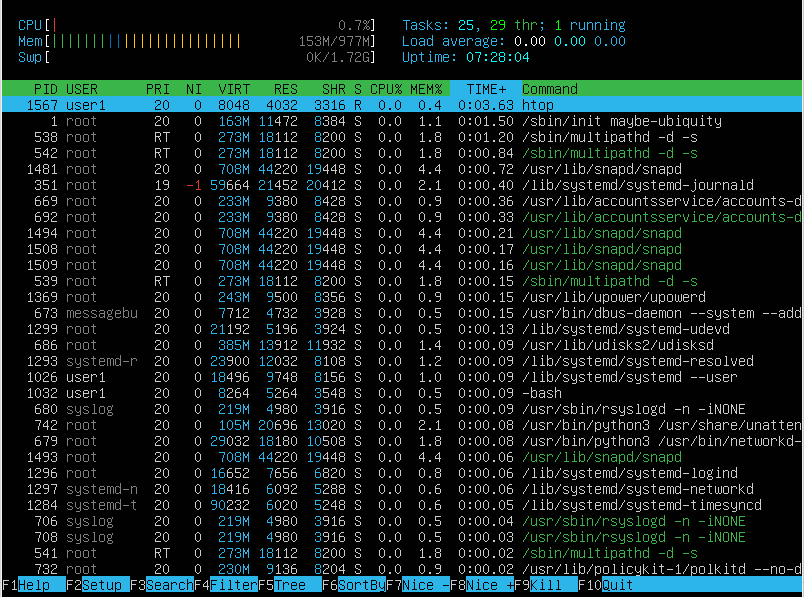 CPU[| 0.7%] Tasks: 25, 29 thr; 1 running
Mem[|||||||||||||||||||||||| 153M/977M] Load average: 0.00 0.00 0.00
Swp[ 0K/1.72G] Uptime: 07:28:04
PID USER PRI NI VIRT RES SHR S CPU% MEM% TIME+ Command
1567 user1 20 0 8048 4032 3316 R 0.0 0.4 0:03.63 htop
1 root 20 0 163M 11472 8384 S 0.0 1.1 0:01.50 /sbin/init maybe-ubiquity
538 root RT 0 273M 18112 8200 S 0.0 1.8 0:01.20 /sbin/multipathd -d -s
542 root RT 0 273M 18112 8200 S 0.0 1.8 0:00.84 /sbin/multipathd -d -s
1481 root 20 0 708M 44220 19448 S 0.0 4.4 0:00.72 /usr/lib/snapd/snapd
351 root 19 -1 59664 21452 20412 S 0.0 2.1 0:00.40 /lib/systemd/systemd-journald
669 root 20 0 233M 9380 8428 S 0.0 0.9 0:00.36 /usr/lib/accountsservice/accounts-d
692 root 20 0 233M 9380 8428 S 0.0 0.9 0:00.33 /usr/lib/accountsservice/accounts-d
1494 root 20 0 708M 44220 19448 S 0.0 4.4 0:00.21 /usr/lib/snapd/snapd
1508 root 20 0 708M 44220 19448 S 0.0 4.4 0:00.17 /usr/lib/snapd/snapd
1509 root 20 0 708M 44220 19448 S 0.0 4.4 0:00.16 /usr/lib/snapd/snapd
539 root RT 0 273M 18112 8200 S 0.0 1.8 0:00.15 /sbin/multipathd -d -s
1369 root 20 0 243M 9500 8356 S 0.0 0.9 0:00.15 /usr/lib/upower/upowerd
673 messagebu 20 0 7712 4732 3928 S 0.0 0.5 0:00.15 /usr/bin/dbus-daemon --system --add
1299 root 20 0 21192 5196 3924 S 0.0 0.5 0:00.13 /lib/systemd/systemd-udevd
686 root 20 0 385M 13912 11932 S 0.0 1.4 0:00.09 /usr/lib/udisks2/udisksd
1293 systemd-r 20 0 23900 12032 8108 S 0.0 1.2 0:00.09 /lib/systemd/systemd-resolved
1026 user1 20 0 18496 9748 8156 S 0.0 1.0 0:00.09 /lib/systemd/systemd --user
1032 user1 20 0 8264 5264 3548 S 0.0 0.5 0:00.09 -bash
680 syslog 20 0 219M 4980 3916 S 0.0 0.5 0:00.09 /usr/sbin/rsyslogd -n -iNONE
742 root 20 0 105M 20696 13020 S 0.0 2.1 0:00.08 /usr/bin/python3 /usr/share/unatten
679 root 20 0 29032 18180 10508 S 0.0 1.8 0:00.08 /usr/bin/python3 /usr/bin/networkd-
1493 root 20 0 708M 44220 19448 S 0.0 4.4 0:00.06 /usr/lib/snapd/snapd
1296 root 20 0 16652 7656 6820 S 0.0 0.8 0:00.06 /lib/systemd/systemd-logind
1297 systemd-n 20 0 18416 6092 5288 S 0.0 0.6 0:00.06 /lib/systemd/systemd-networkd
1284 systemd-t 20 0 90232 6020 5248 S 0.0 0.6 0:00.05 /lib/systemd/systemd-timesyncd
706 syslog 20 0 219M 4980 3916 S 0.0 0.5 0:00.04 /usr/sbin/rsyslogd -n -iNONE
708 syslog 20 0 219M 4980 3916 S 0.0 0.5 0:00.03 /usr/sbin/rsyslogd -n -iNONE
541 root RT 0 273M 18112 8200 S 0.0 1.8 0:00.02 /sbin/multipathd -d -s
732 root 20 0 230M 9136 8204 S 0.0 0.9 0:00.02 /usr/lib/policykit-1/polkitd --no-d
F1Help F2Setup F3SearchF4FilterF5Tree F6SortByF7Nice -F8Nice +F9Kill F10Quit